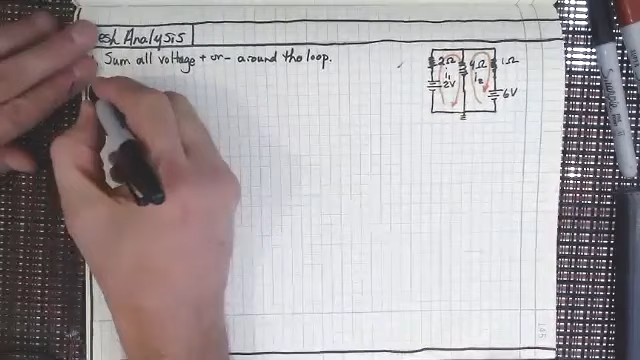 esh Analysis
Sum all voltage + or - around the loop.
2Ω 4Ω 1Ω
i₁ i₂
2V 6V